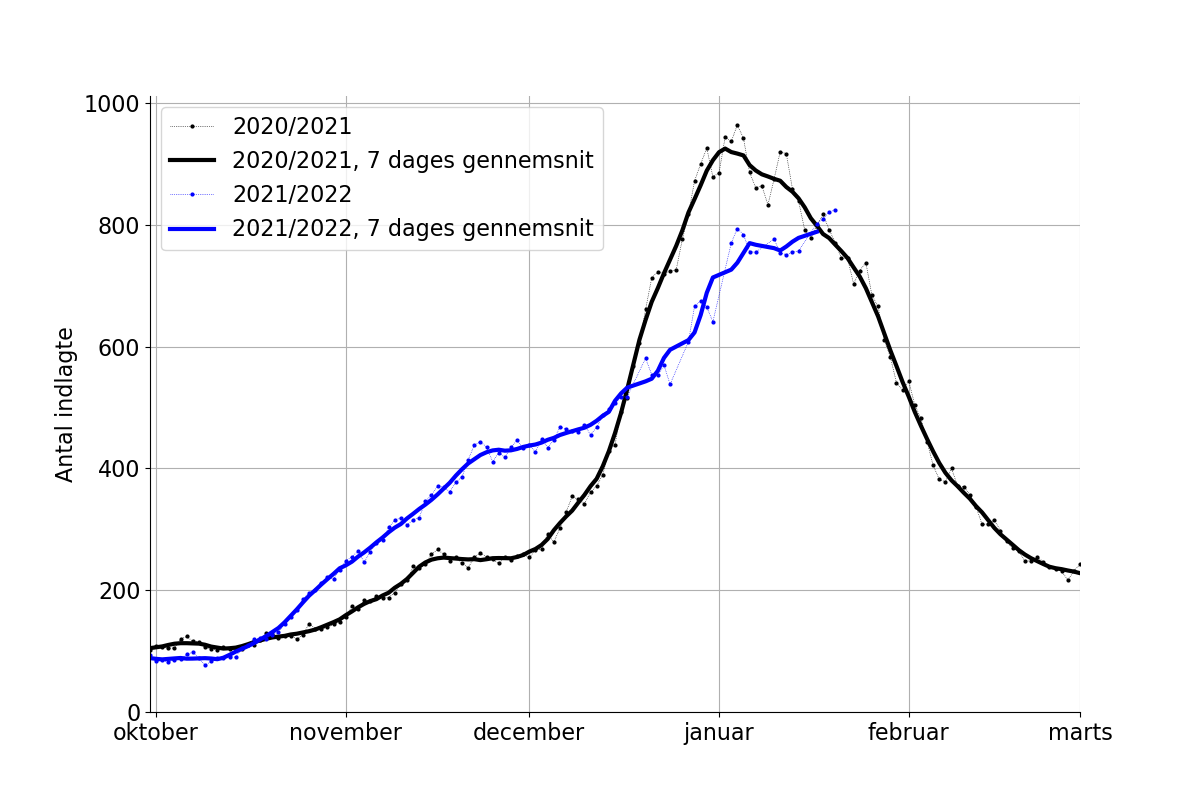 1000
800
600
400
200
0
Antal indlagte
2020/2021
2020/2021, 7 dages gennemsnit
2021/2022
2021/2022, 7 dages gennemsnit
oktober november december januar februar marts